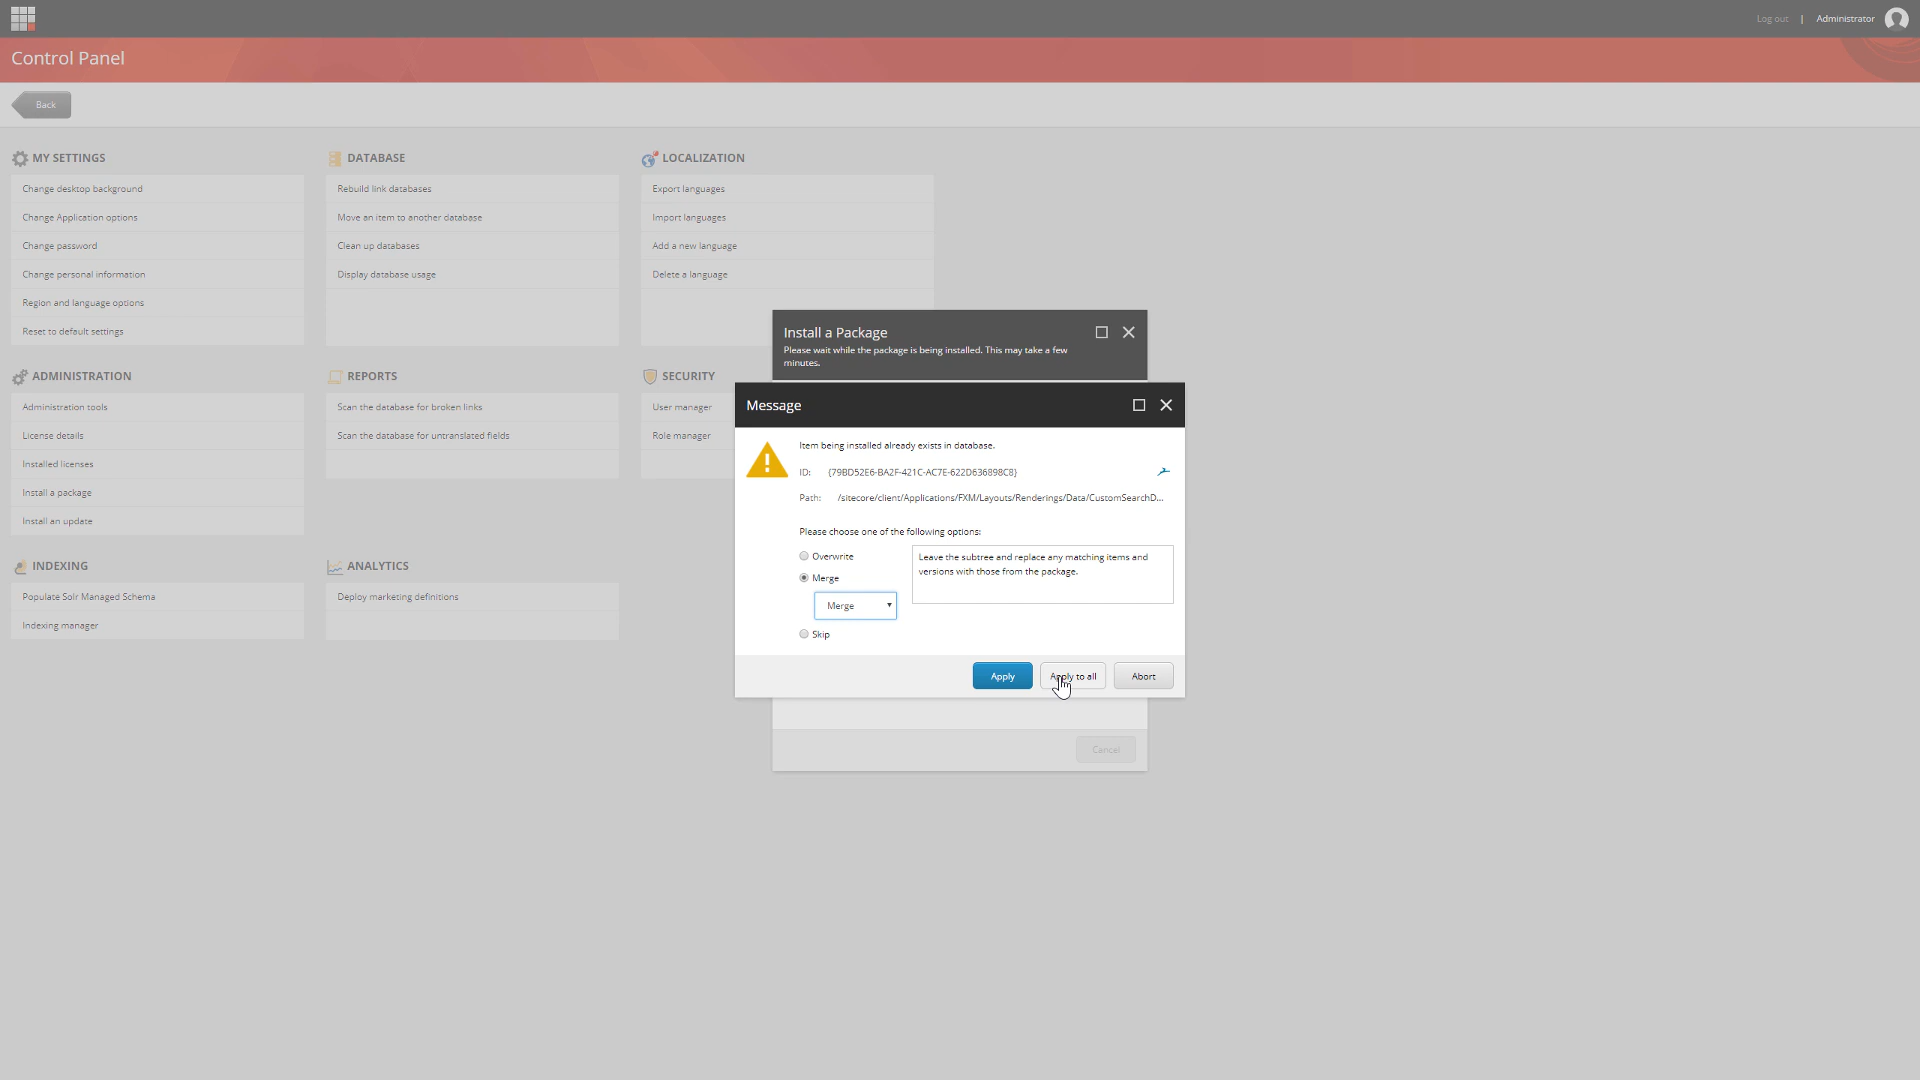 Log out | Administrator
Control Panel
Back
MY SETTINGS
Change desktop background
Change Application options
Change password
Change personal information
Region and language options
Reset to default settings
DATABASE
Rebuild link databases
Move an item to another database
Clean up databases
Display database usage
LOCALIZATION
Export languages
Import languages
Add a new language
Delete a language
ADMINISTRATION
Administration tools
License details
Installed licenses
Install a package
Install an update
REPORTS
Scan the database for broken links
Scan the database for untranslated fields
SECURITY
User manager
Role manager
INDEXING
Populate Solr Managed Schema
Indexing manager
ANALYTICS
Deploy marketing definitions
Install a Package
Please wait while the package is being installed. This may take a few
minutes.
Message
Item being installed already exists in database.
ID: {79BD52E6-BA2F-421C-AC7E-622D636898C8}
Path: /sitecore/client/Applications/FXM/Layouts/Renderings/Data/CustomSearchD...
Please choose one of the following options:
Overwrite
Merge
Merge
Skip
Leave the subtree and replace any matching items and
versions with those from the package.
Apply
Apply to all
Abort
Cancel